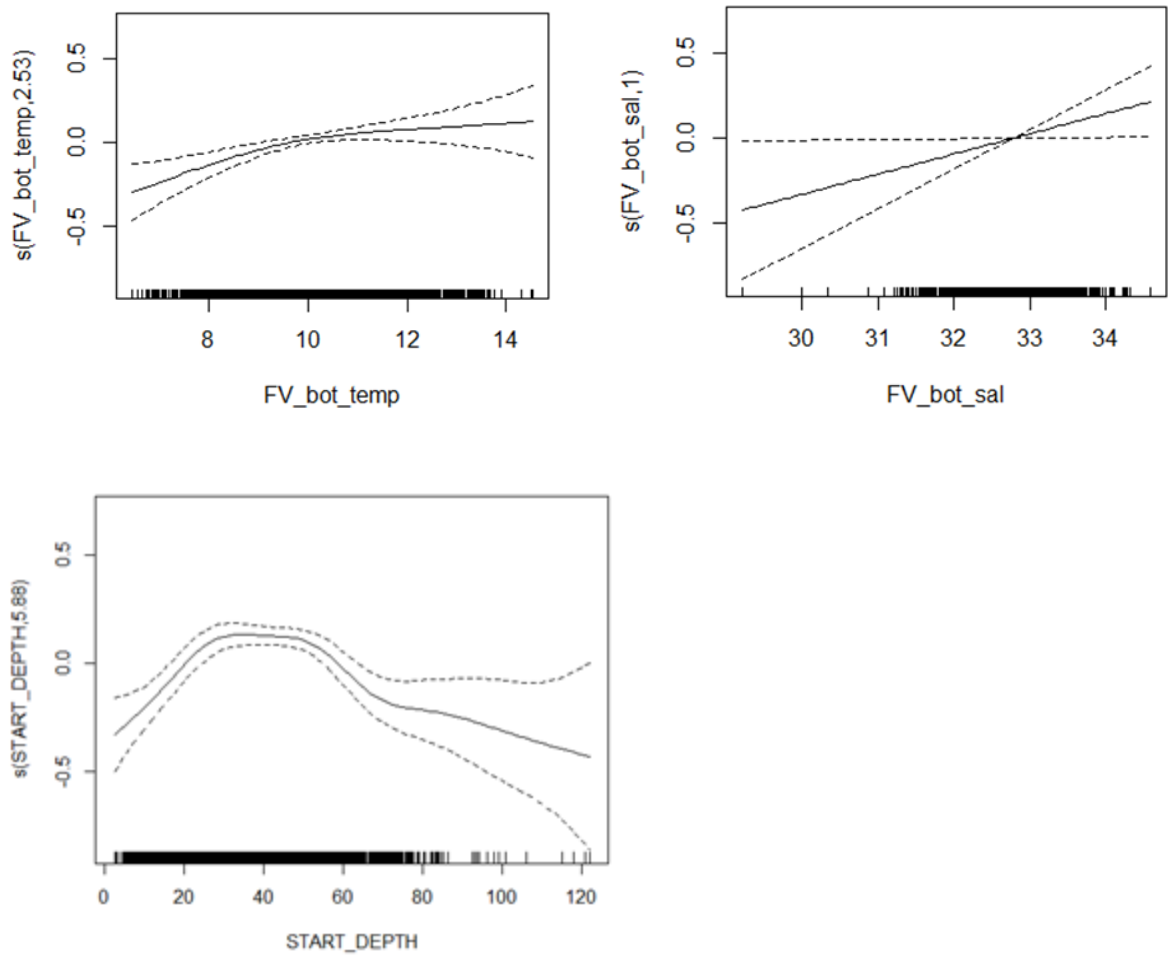 s(FV_bot_temp,2.53)
0.5
0.0
-0.5
8 10 12 14
FV_bot_temp
s(FV_bot_sal,1)
0.5
0.0
-0.5
30 31 32 33 34
FV_bot_sal
s(START_DEPTH,5.88)
0.5
0.0
-0.5
0 20 40 60 80 100 120
START_DEPTH